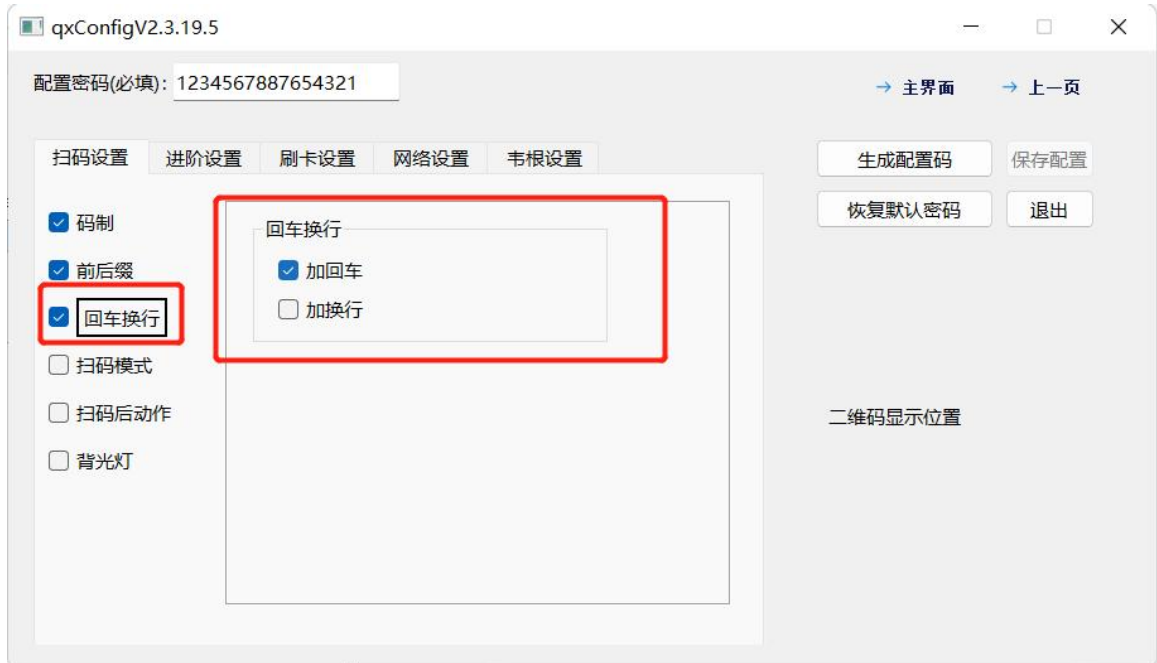 qxConfigV2.3.19.5
配置密码(必填): 1234567887654321
→ 主界面 → 上一页
扫码设置 进阶设置 刷卡设置 网络设置 韦根设置
生成配置码 保存配置
恢复默认密码 退出
码制
前后缀
回车换行
扫码模式
扫码后动作
背光灯
回车换行
加回车
加换行
二维码显示位置